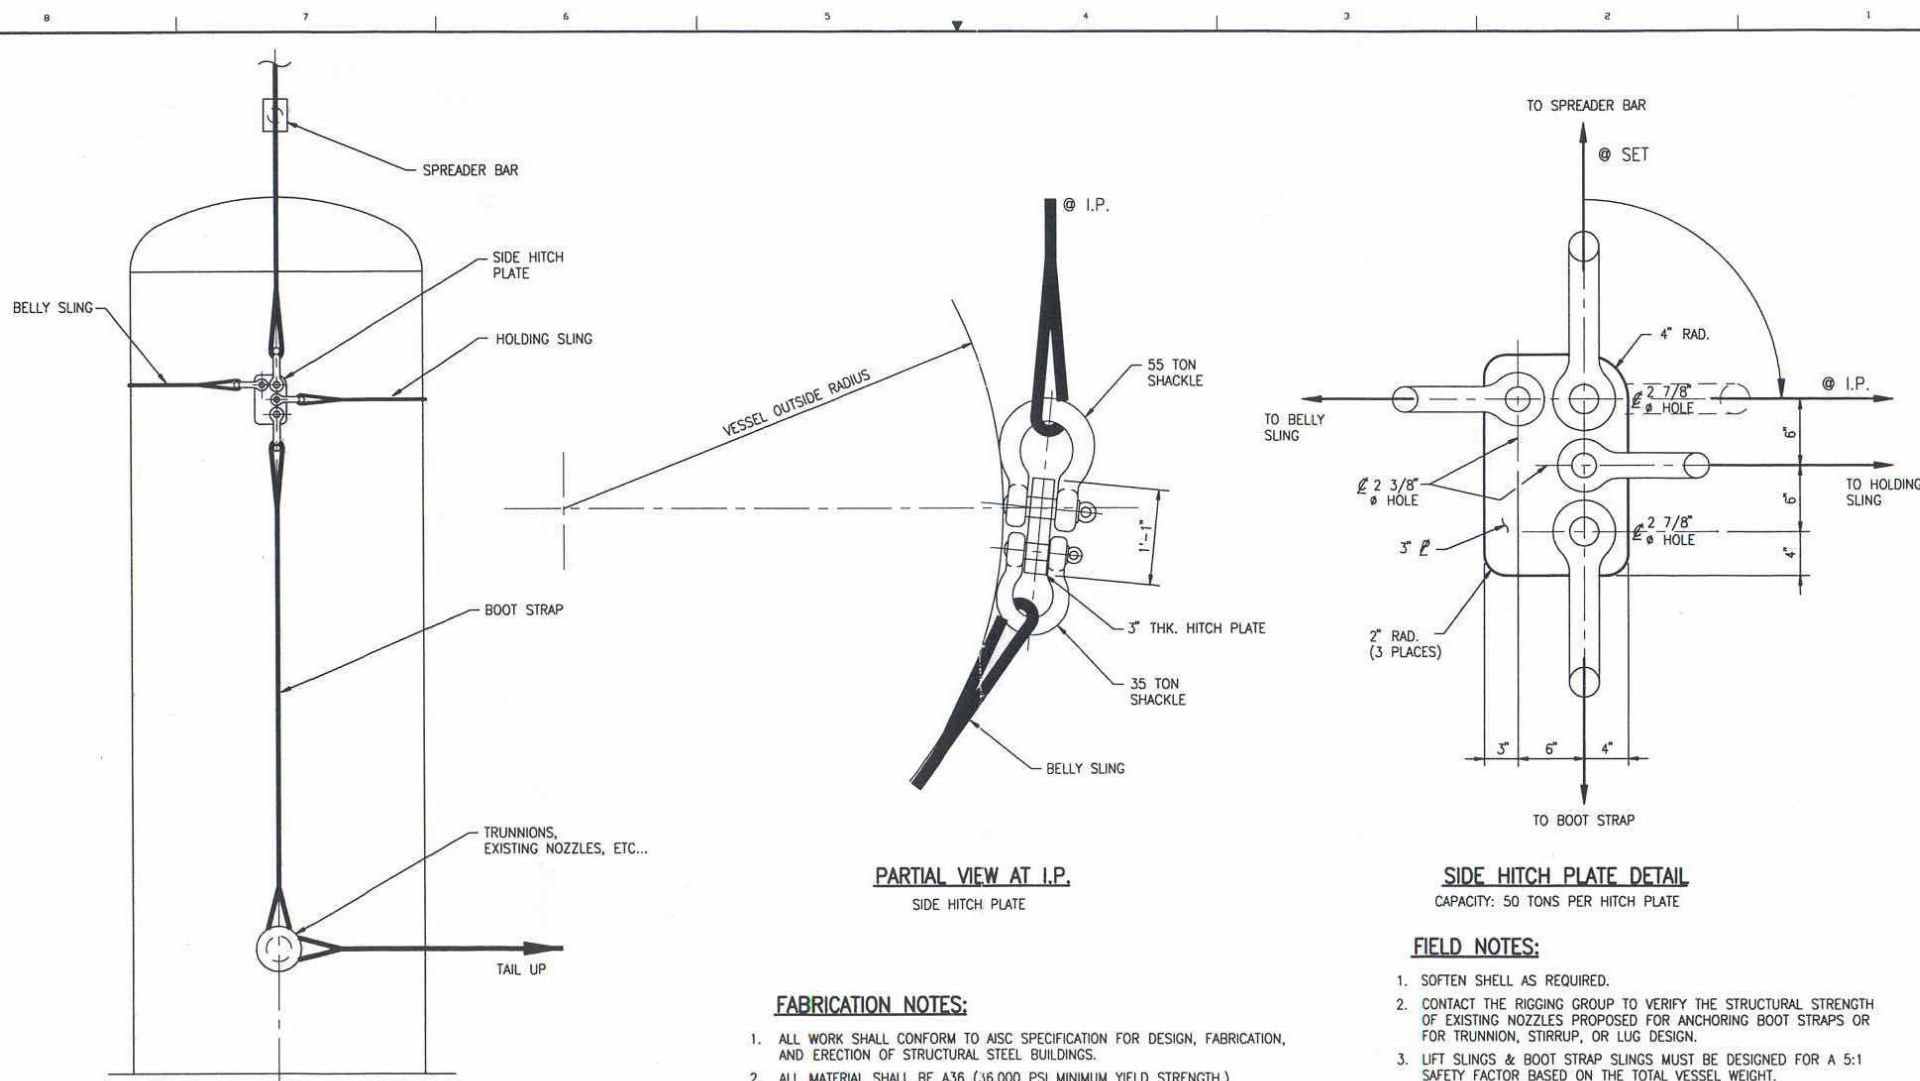 8 7 6 5 4 3 2 1
SPREADER BAR
SIDE HITCH
PLATE
BELLY SLING
HOLDING SLING
BOOT STRAP
TRUNNIONS,
EXISTING NOZZLES, ETC...
TAIL UP
@ I.P.
VESSEL OUTSIDE RADIUS
55 TON
SHACKLE
1'-1"
3" THK. HITCH PLATE
35 TON
SHACKLE
BELLY SLING
PARTIAL VIEW AT I.P.
SIDE HITCH PLATE
TO SPREADER BAR
@ SET
4" RAD.
@ I.P.
TO BELLY
SLING
℄ 2 7/8"
ø HOLE
6"
℄ 2 3/8"
ø HOLE
TO HOLDING
SLING
6"
℄ 2 7/8"
ø HOLE
3" ⅊
4"
2" RAD.
(3 PLACES)
3" 6" 4"
TO BOOT STRAP
SIDE HITCH PLATE DETAIL
CAPACITY: 50 TONS PER HITCH PLATE
FABRICATION NOTES:
1. ALL WORK SHALL CONFORM TO AISC SPECIFICATION FOR DESIGN, FABRICATION,
AND ERECTION OF STRUCTURAL STEEL BUILDINGS.
2. ALL MATERIAL SHALL BE A36 (36,000 PSI MINIMUM YIELD STRENGTH.)
FIELD NOTES:
1. SOFTEN SHELL AS REQUIRED.
2. CONTACT THE RIGGING GROUP TO VERIFY THE STRUCTURAL STRENGTH
OF EXISTING NOZZLES PROPOSED FOR ANCHORING BOOT STRAPS OR
FOR TRUNNION, STIRRUP, OR LUG DESIGN.
3. LIFT SLINGS & BOOT STRAP SLINGS MUST BE DESIGNED FOR A 5:1
SAFETY FACTOR BASED ON THE TOTAL VESSEL WEIGHT.